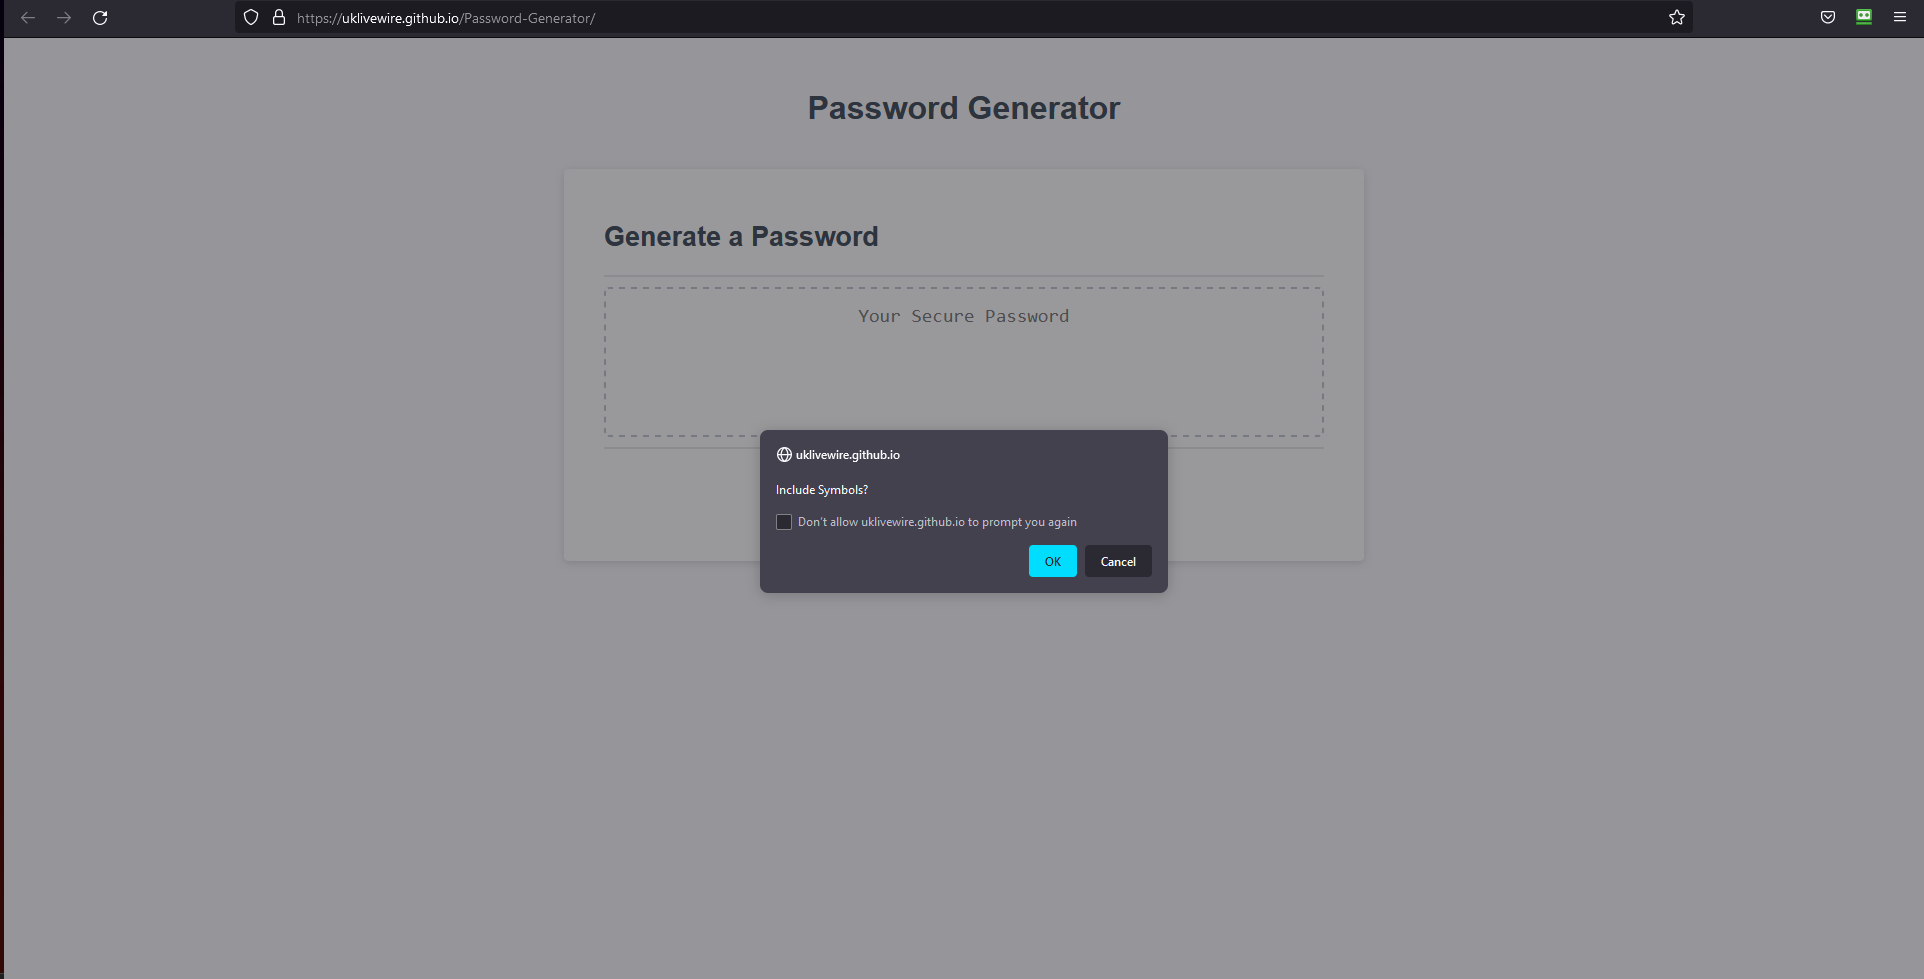 https://uklivewire.github.io/Password-Generator/
Password Generator
Generate a Password
Your Secure Password
uklivewire.github.io
Include Symbols?
Don't allow uklivewire.github.io to prompt you again
OK Cancel